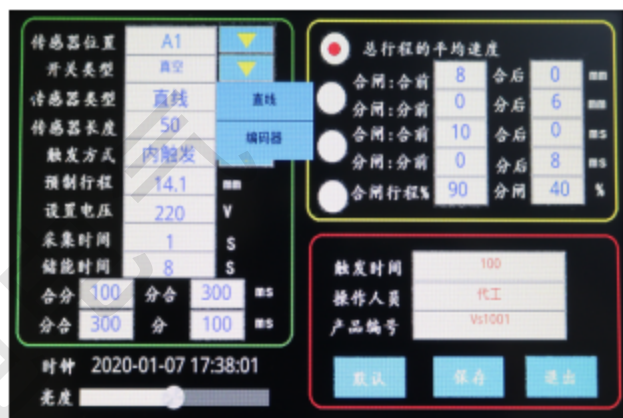 传感器位置 A1
开关类型 真空
传感器类型 直线
直线
传感器长度 50
编码器
触发方式 内触发
预制行程 14.1 mm
设置电压 220 V
采集时间 1 S
储能时间 8 S
合分 100 分合 300 ms
分合 300 分 100 ms
时钟 2020-01-07 17:38:01
亮度
总行程的平均速度
合闸:合前 8 合后 0 mm
分闸:分前 0 分后 6 mm
合闸:合前 10 合后 0 ms
分闸:分前 0 分后 8 ms
合闸行程% 90 分闸 40 %
触发时间 100
操作人员 代工
产品编号 Vs1001
默认 保存 退出